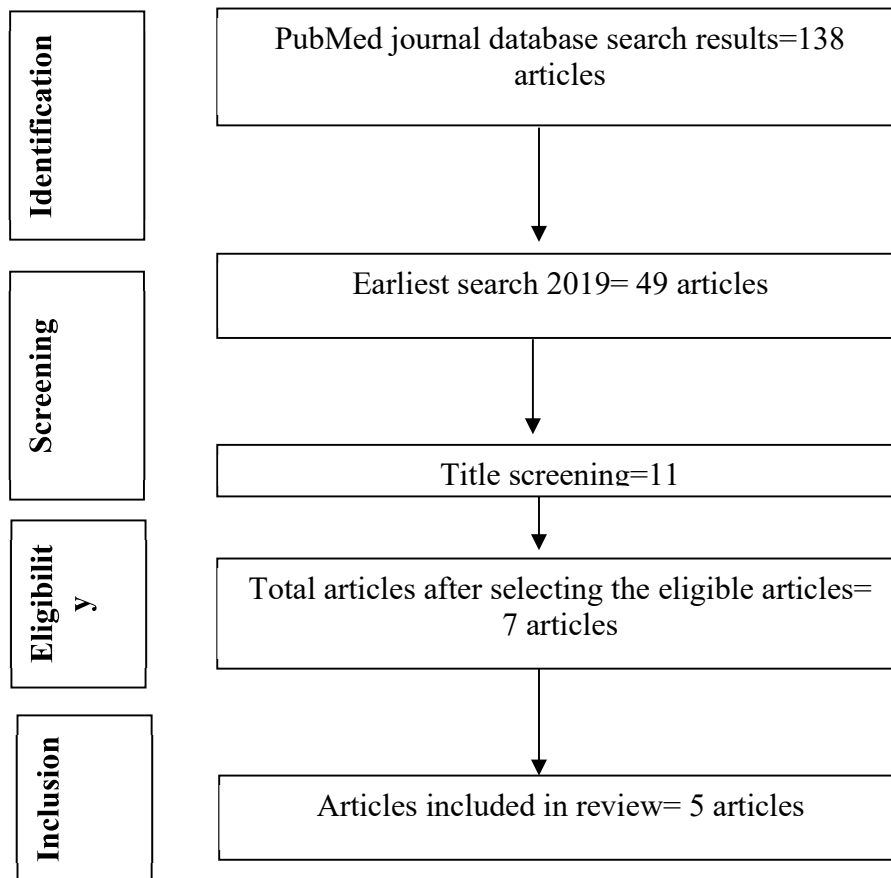 Identification
PubMed journal database search results=138
articles
Screening
Earliest search 2019= 49 articles
Title screening=11
Eligibilit
y
Total articles after selecting the eligible articles=
7 articles
Inclusion
Articles included in review= 5 articles